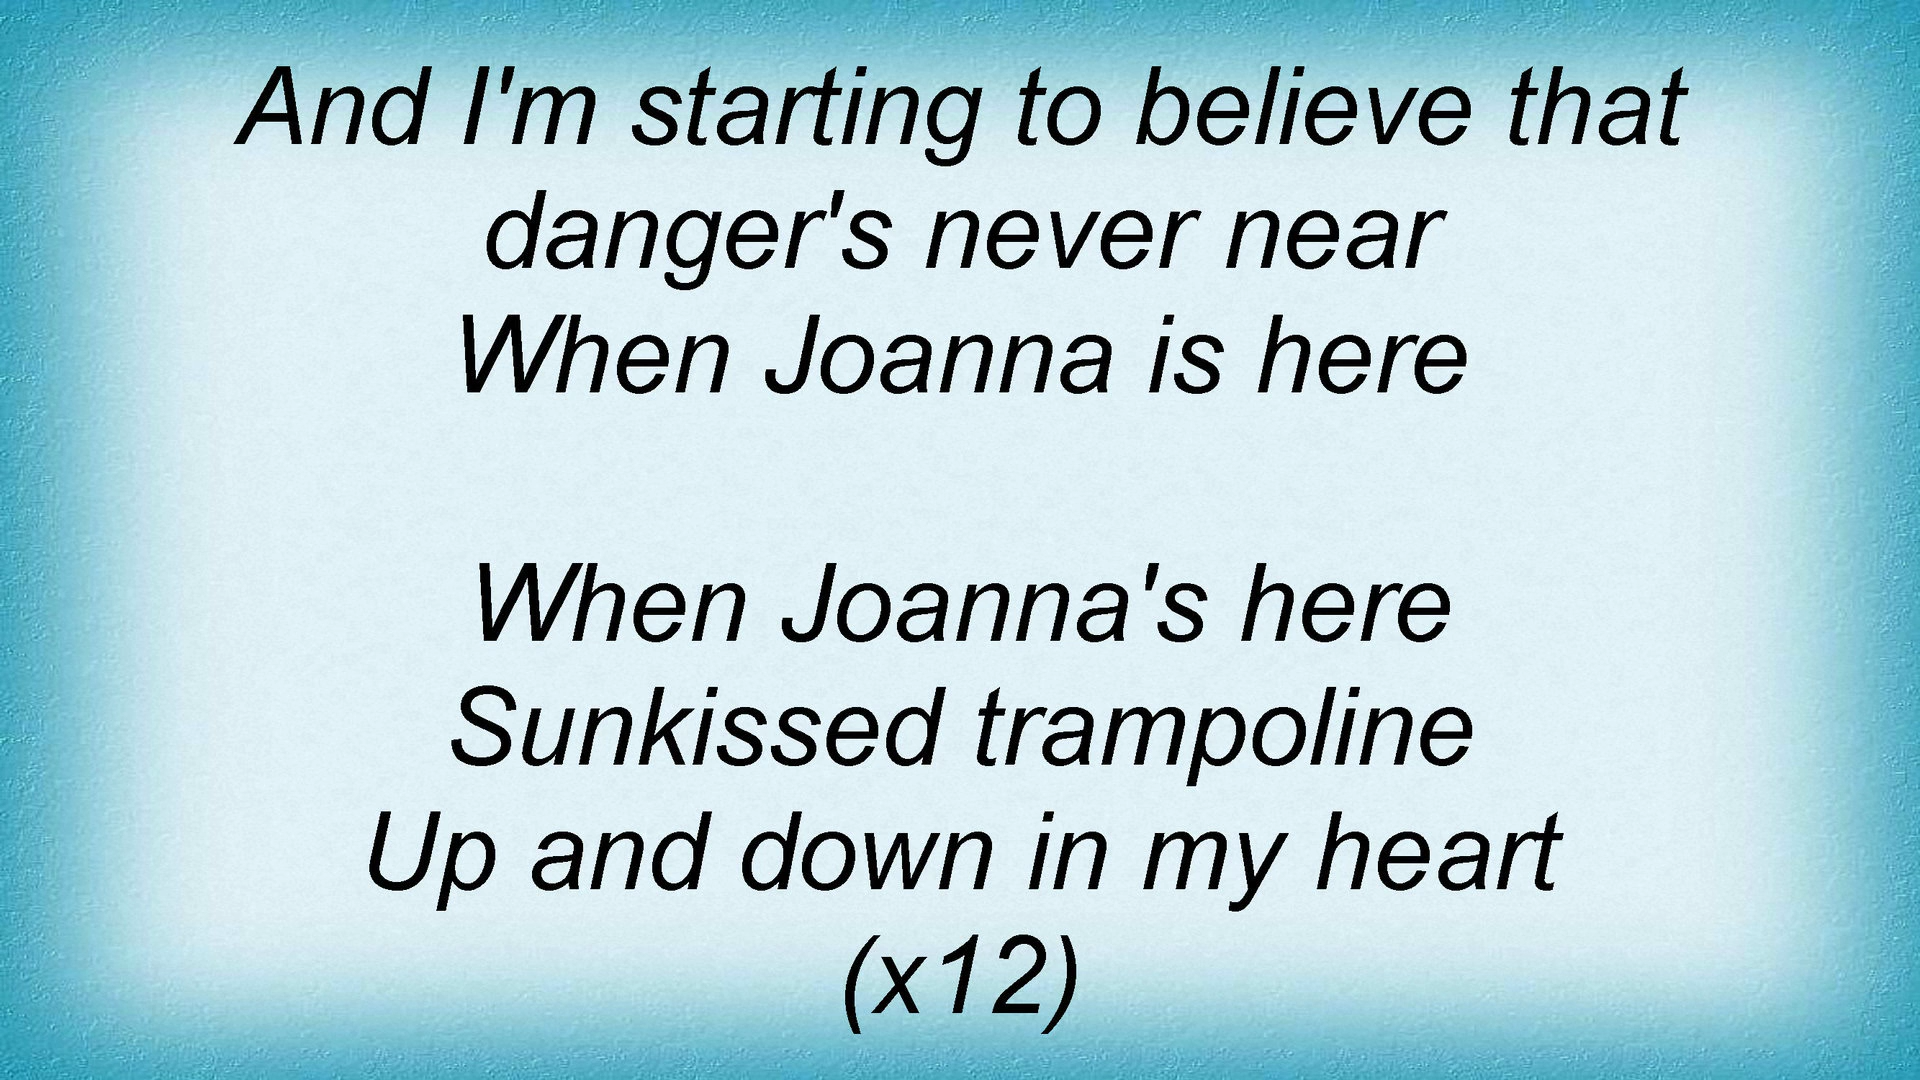 And I'm starting to believe that
danger's never near
When Joanna is here
When Joanna's here
Sunkissed trampoline
Up and down in my heart
(x12)